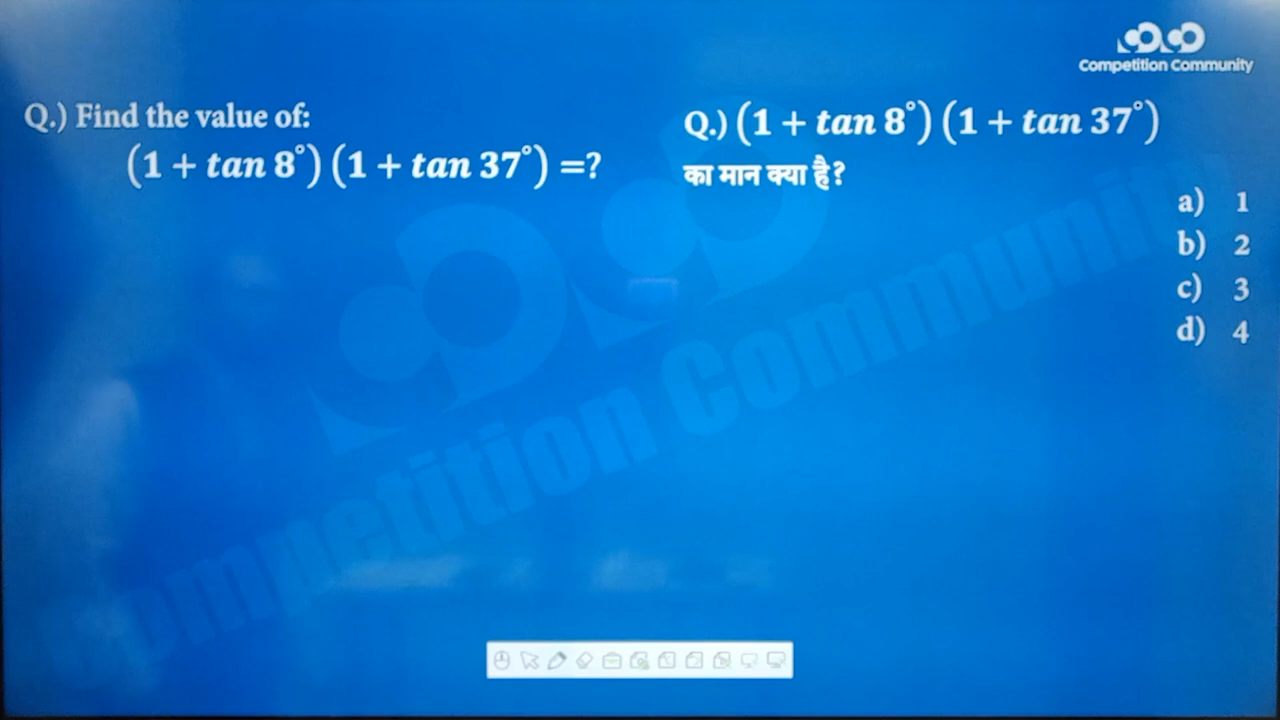 Competition Community
Q.) Find the value of:
(1 + tan 8°) (1 + tan 37°) =?
Q.) (1 + tan 8°) (1 + tan 37°)
का मान क्या है?
a) 1
b) 2
c) 3
d) 4
Competition Community